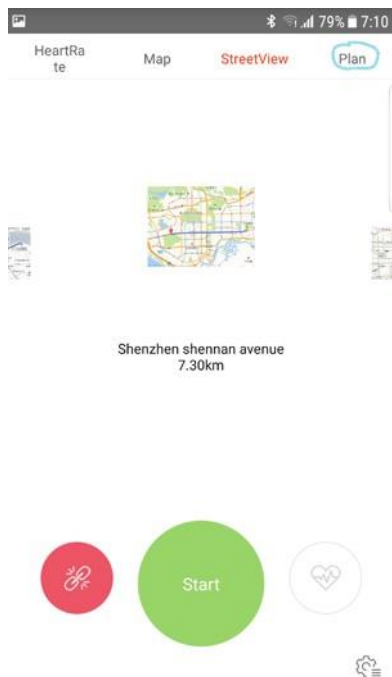 79% 7:10
HeartRa
te
Map
StreetView
Plan
Shenzhen shennan avenue
7.30km
Start